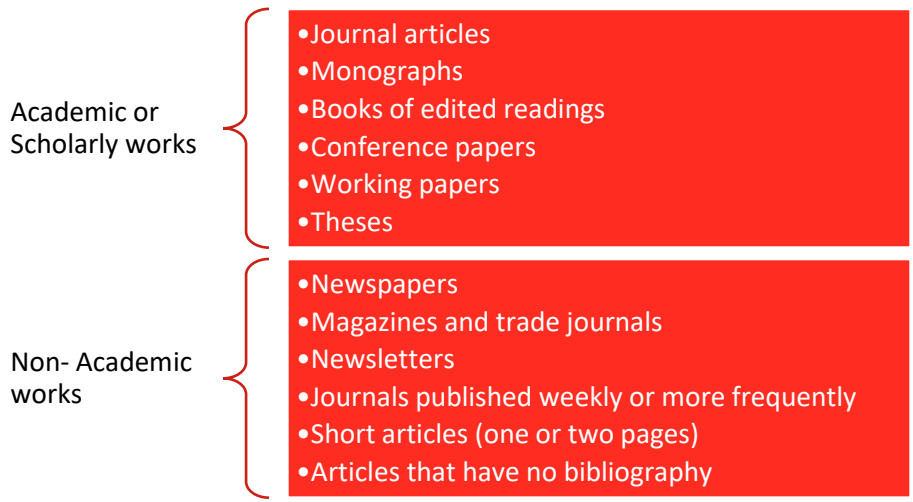 Academic or
Scholarly works
•Journal articles
•Monographs
•Books of edited readings
•Conference papers
•Working papers
•Theses
Non- Academic
works
•Newspapers
•Magazines and trade journals
•Newsletters
•Journals published weekly or more frequently
•Short articles (one or two pages)
•Articles that have no bibliography